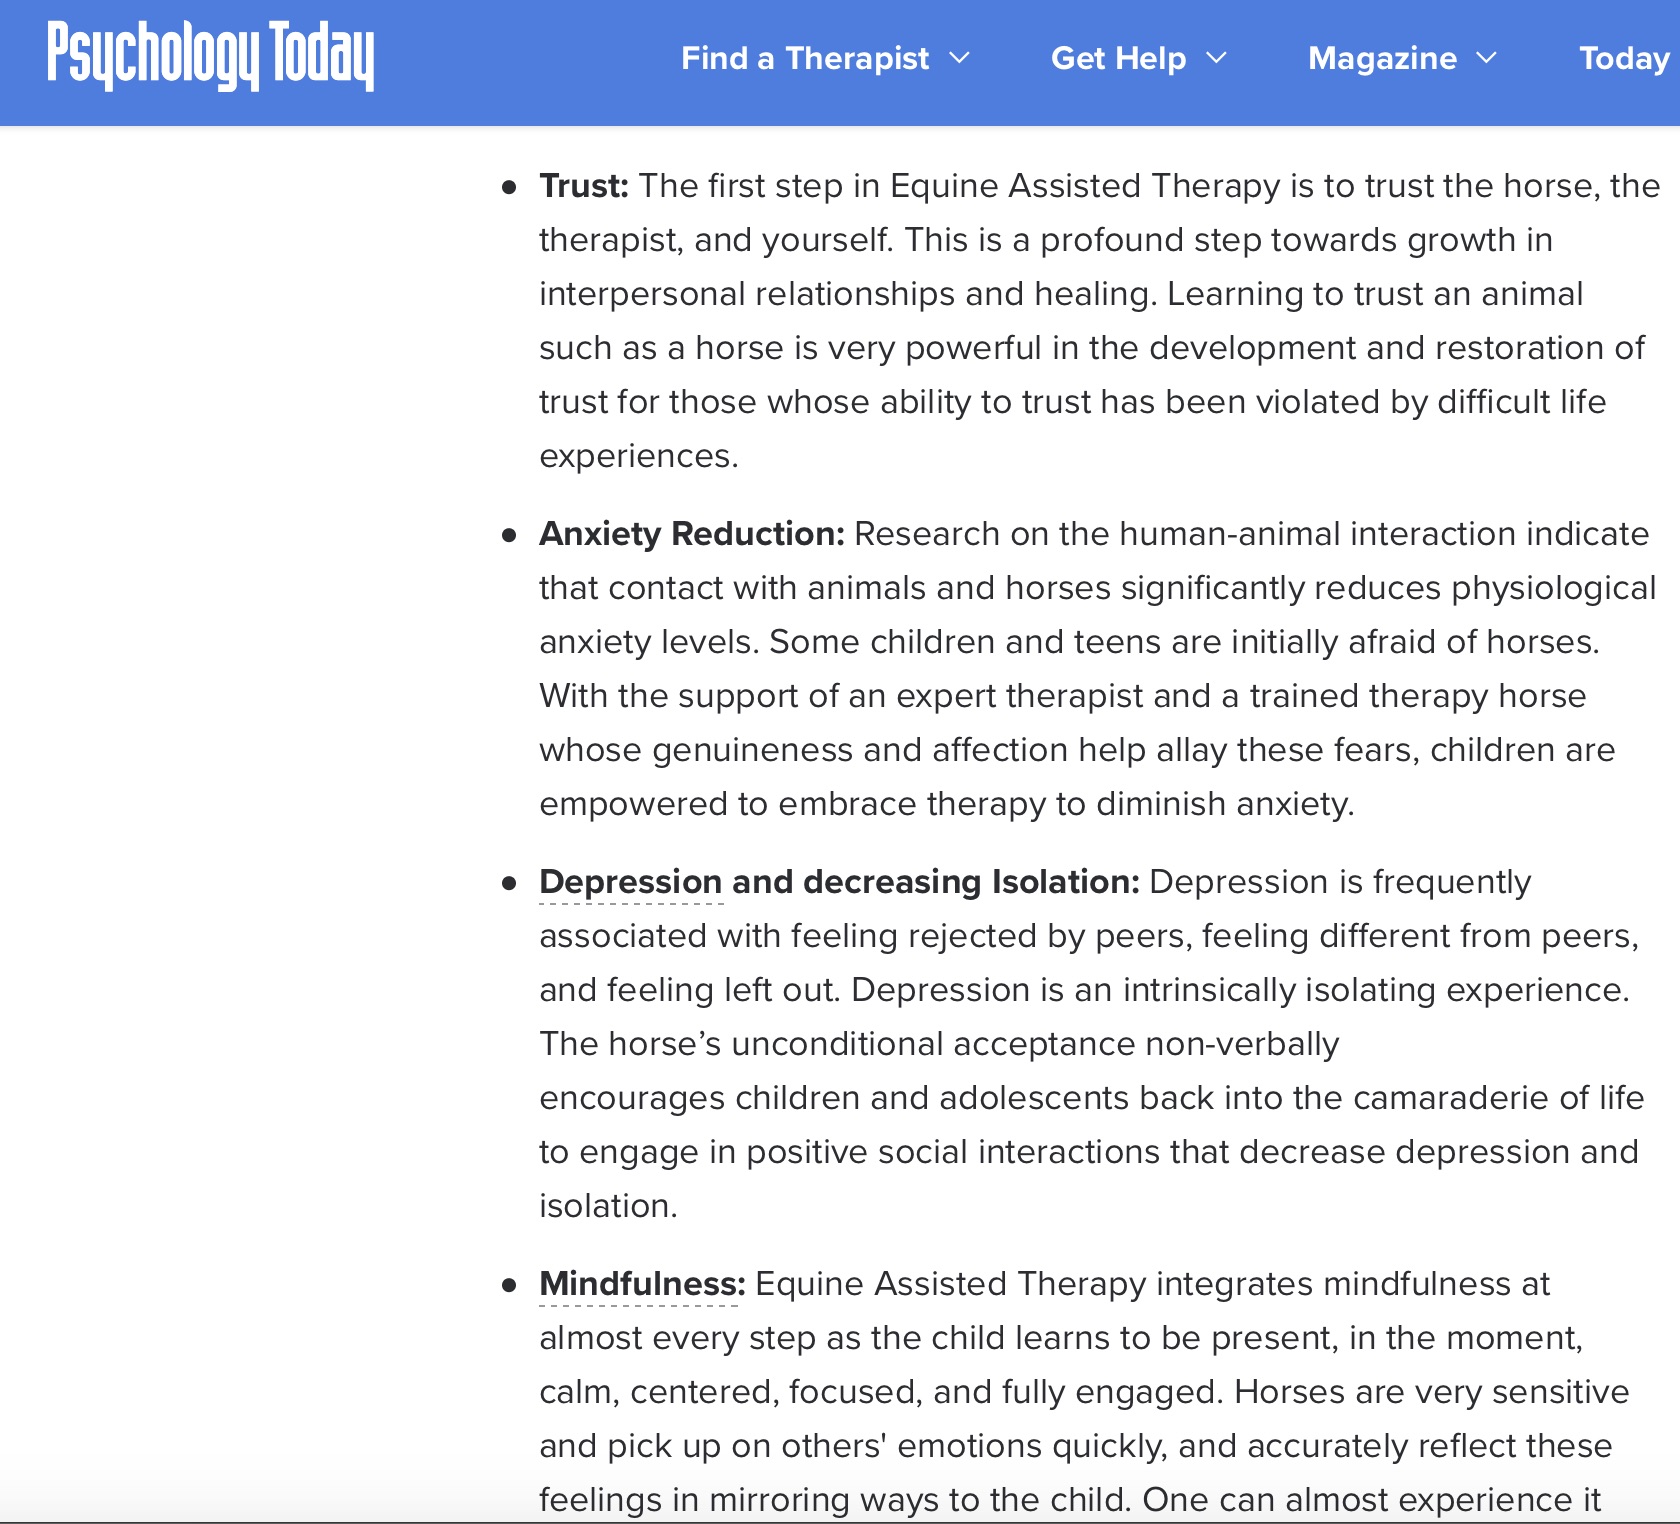 Psychology Today
Find a Therapist
Get Help
Magazine
Today
• Trust: The first step in Equine Assisted Therapy is to trust the horse, the
therapist, and yourself. This is a profound step towards growth in
interpersonal relationships and healing. Learning to trust an animal
such as a horse is very powerful in the development and restoration of
trust for those whose ability to trust has been violated by difficult life
experiences.
• Anxiety Reduction: Research on the human-animal interaction indicate
that contact with animals and horses significantly reduces physiological
anxiety levels. Some children and teens are initially afraid of horses.
With the support of an expert therapist and a trained therapy horse
whose genuineness and affection help allay these fears, children are
empowered to embrace therapy to diminish anxiety.
• Depression and decreasing Isolation: Depression is frequently
associated with feeling rejected by peers, feeling different from peers,
and feeling left out. Depression is an intrinsically isolating experience.
The horse’s unconditional acceptance non-verbally
encourages children and adolescents back into the camaraderie of life
to engage in positive social interactions that decrease depression and
isolation.
• Mindfulness: Equine Assisted Therapy integrates mindfulness at
almost every step as the child learns to be present, in the moment,
calm, centered, focused, and fully engaged. Horses are very sensitive
and pick up on others' emotions quickly, and accurately reflect these
feelings in mirroring ways to the child. One can almost experience it